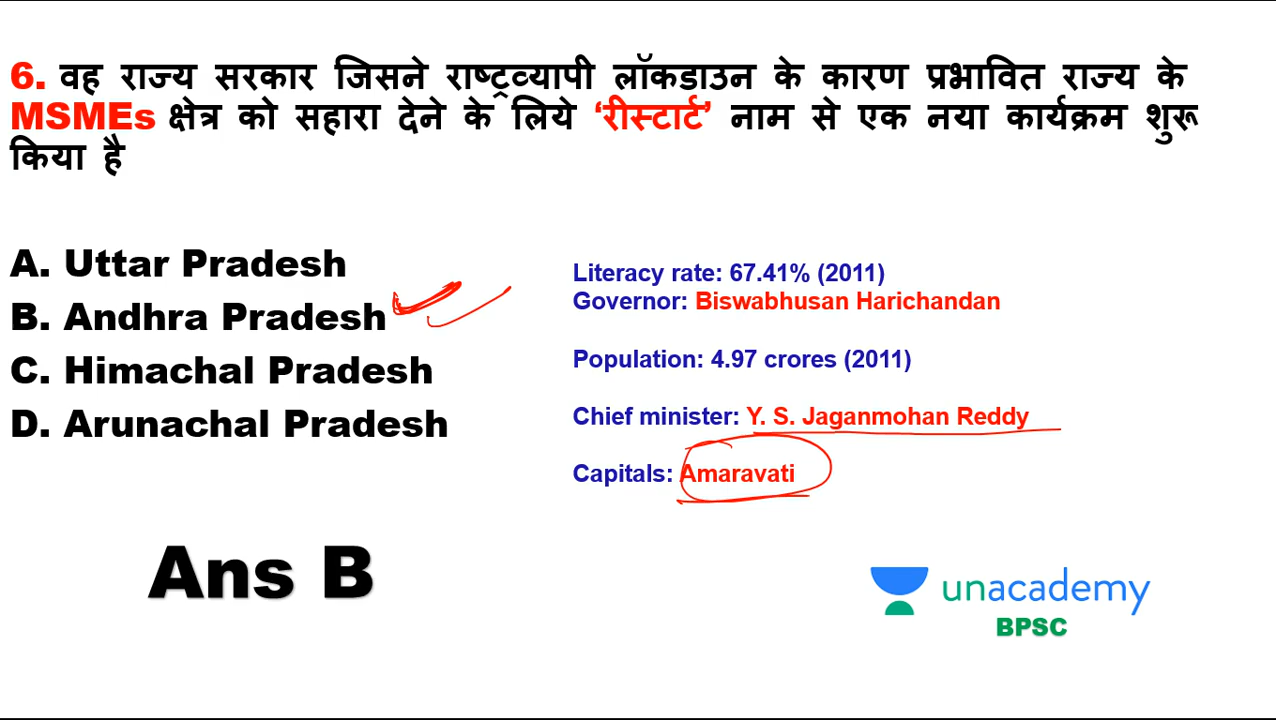 6. वह राज्य सरकार जिसने राष्ट्रव्यापी लॉकडाउन के कारण प्रभावित राज्य के
MSMEs क्षेत्र को सहारा देने के लिये ‘रीस्टार्ट’ नाम से एक नया कार्यक्रम शुरू
किया है
A. Uttar Pradesh
B. Andhra Pradesh
C. Himachal Pradesh
D. Arunachal Pradesh
Literacy rate: 67.41% (2011)
Governor: Biswabhusan Harichandan
Population: 4.97 crores (2011)
Chief minister: Y. S. Jaganmohan Reddy
Capitals: Amaravati
Ans B
unacademy
BPSC